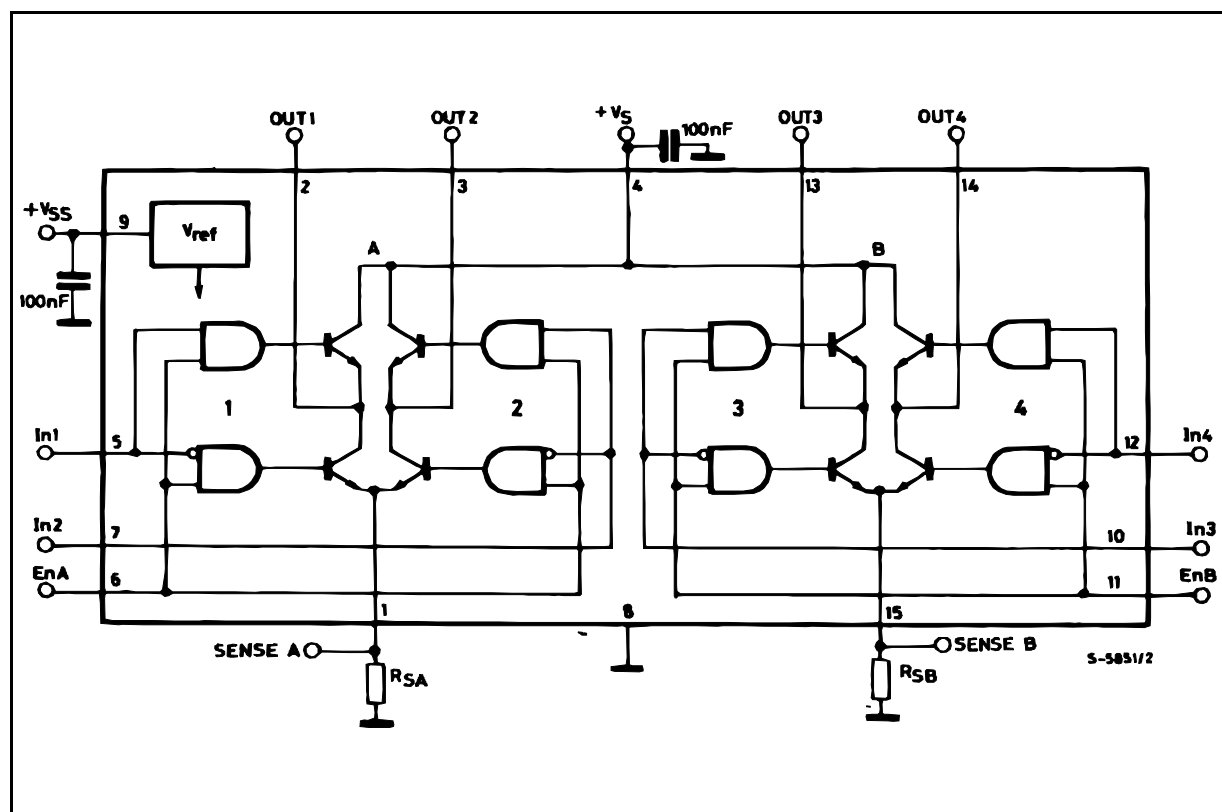 OUT1 OUT2 +VS 100nF OUT3 OUT4
2 3 4 13 14
+VSS 9 Vref
A B
100nF
1 2 3 4
In1 5 12 In4
In2 7 10 In3
EnA 6 11 EnB
1 8 15
SENSE A SENSE B
S-5851/2
RSA RSB